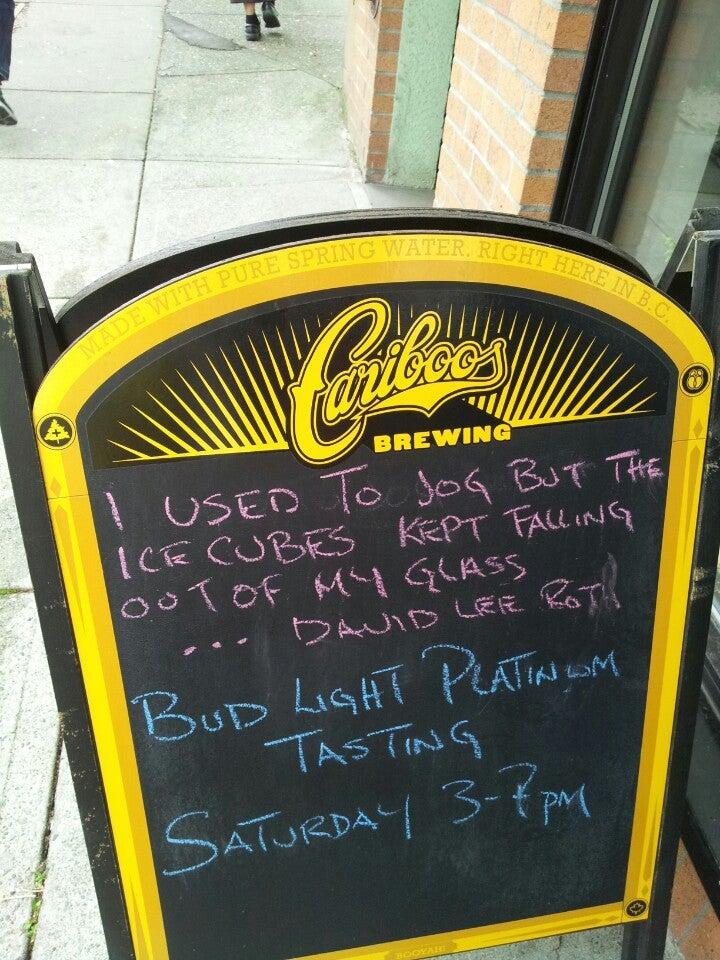 MADE WITH PURE SPRING WATER. RIGHT HERE IN B.C.
Cariboo
BREWING
I USED TO JOG BUT THE
ICE CUBES KEPT FALLING
OUT OF MY GLASS
... DAVID LEE ROTH
BUD LIGHT PLATINUM
TASTING
SATURDAY 3-7PM
BOOYAH!